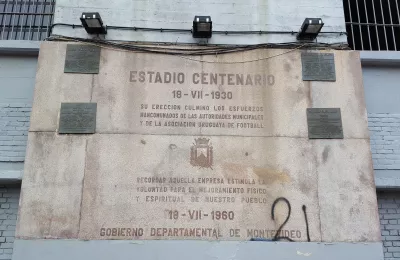 ESTADIO CENTENARIO
18-VII-1930
SU ERECCION CULMINO LOS ESFUERZOS
MANCOMUNADOS DE LAS AUTORIDADES MUNICIPALES
Y DE LA ASOCIACION URUGUAYA DE FOOTBALL
RECORDAR AQUELLA EMPRESA ESTIMULA LA
VOLUNTAD PARA EL MEJORAMIENTO FISICO
Y ESPIRITUAL DE NUESTRO PUEBLO
18-VII-1960
GOBIERNO DEPARTAMENTAL DE MONTEVIDEO
21